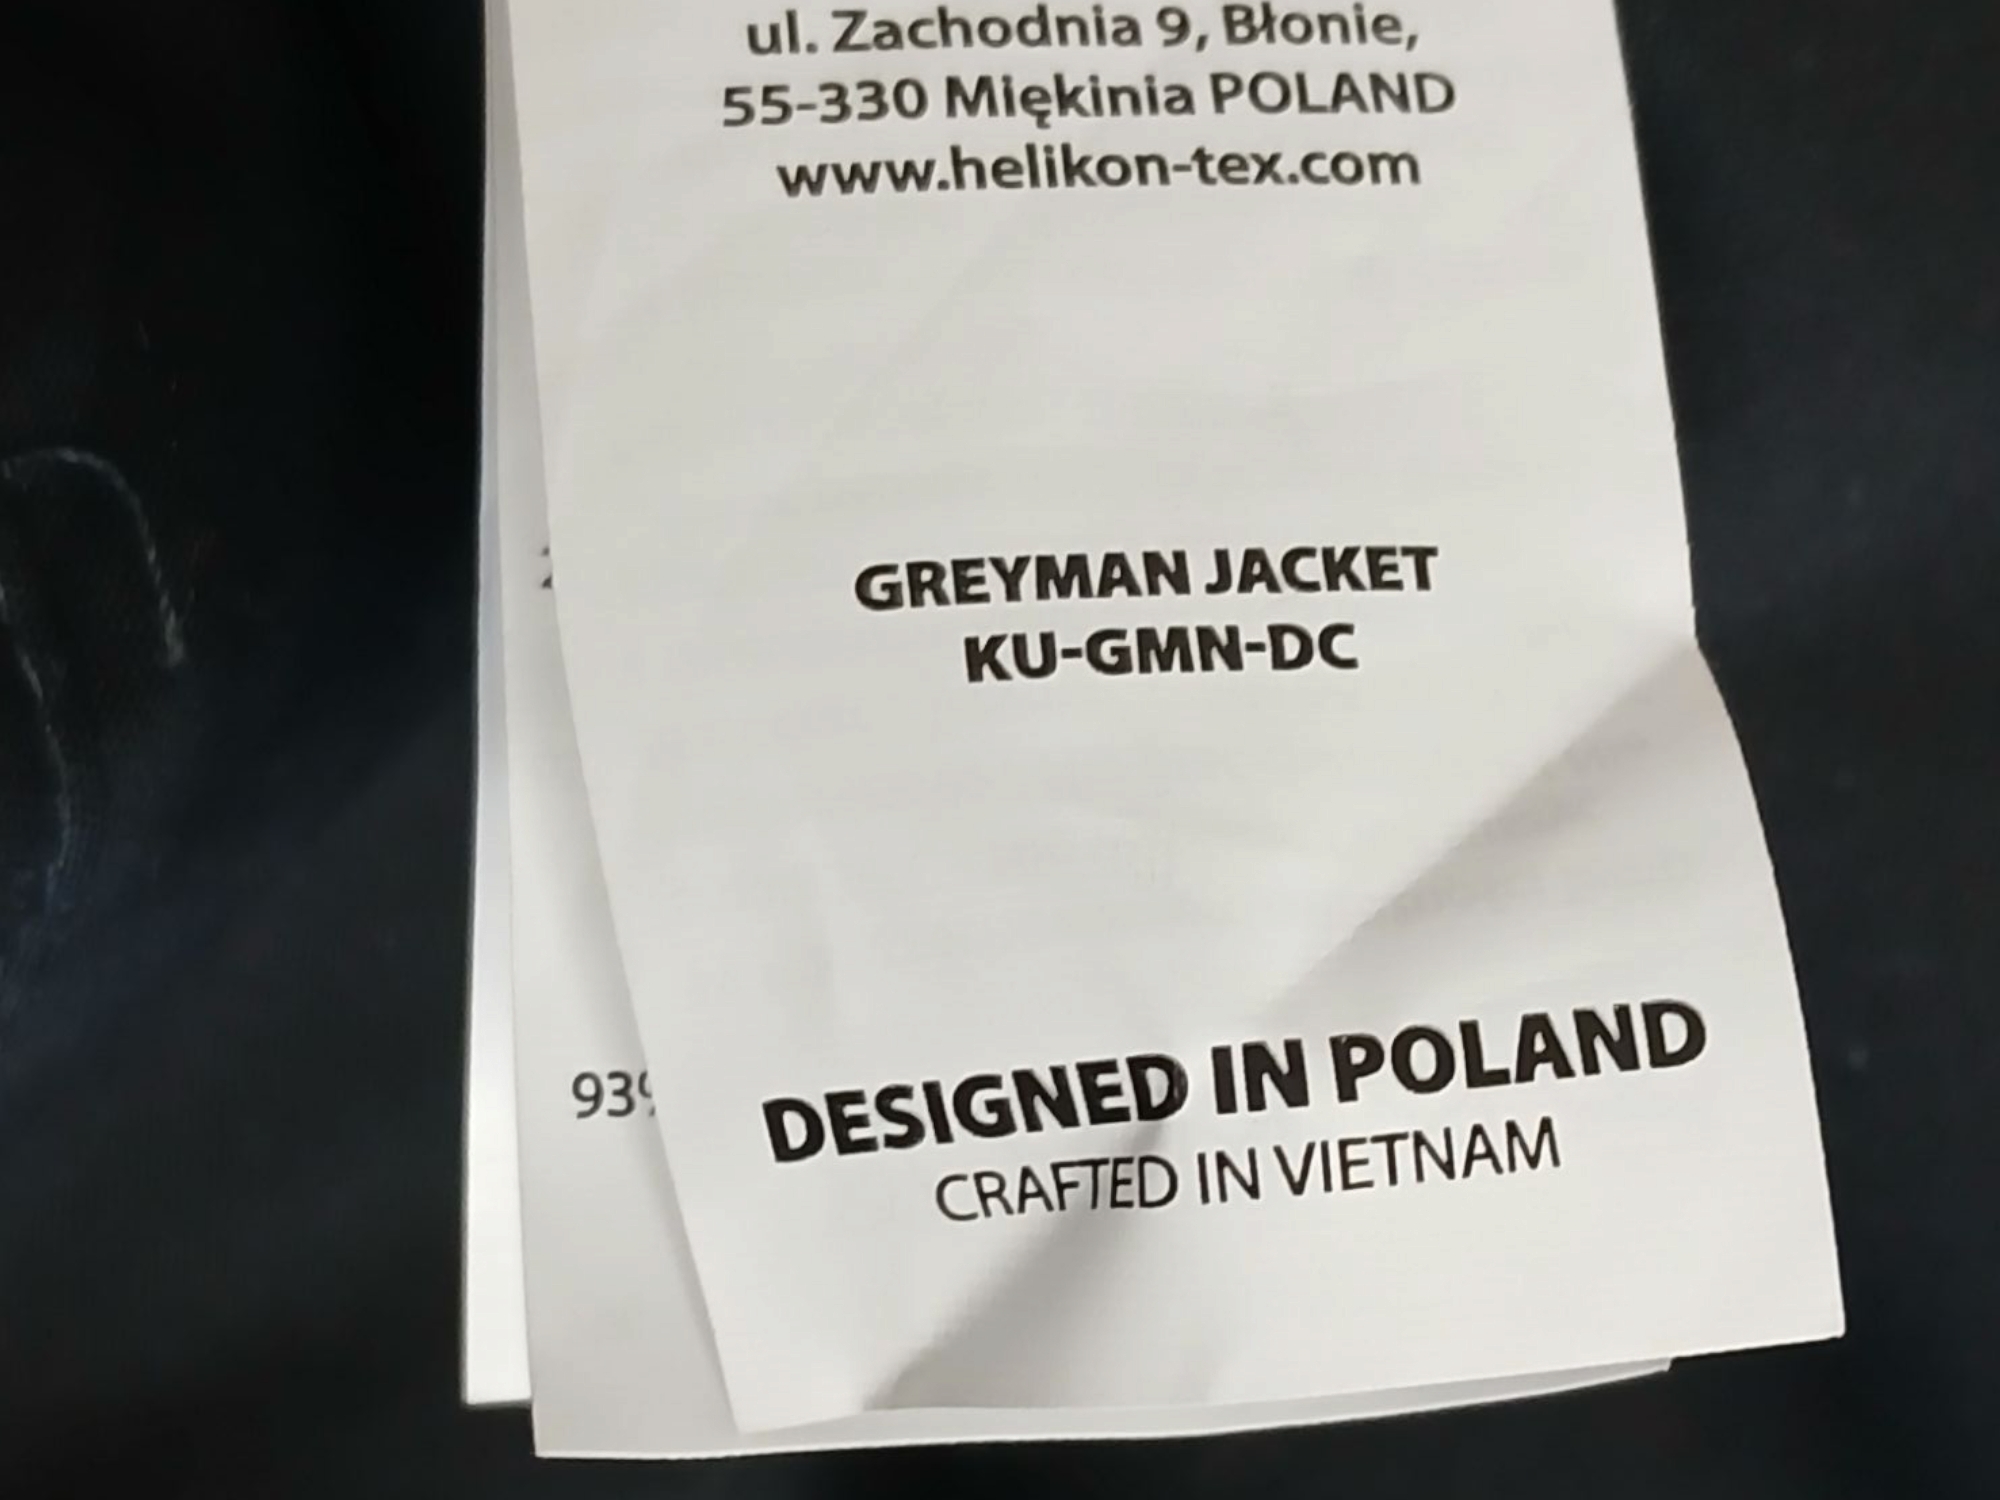 ul. Zachodnia 9, Błonie,
55-330 Miękinia POLAND
www.helikon-tex.com
GREYMAN JACKET
KU-GMN-DC
DESIGNED IN POLAND
CRAFTED IN VIETNAM